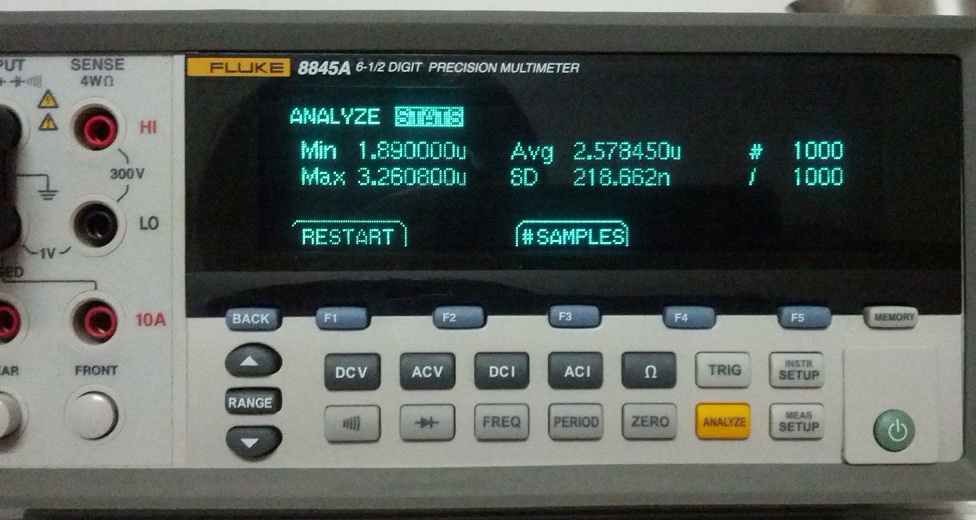 FLUKE 8845A 6-1/2 DIGIT PRECISION MULTIMETER
SENSE
4WΩ
HI
300V
LO
1V
10A
FRONT
ANALYZE STATS
Min 1.890000u Avg 2.578450u # 1000
Max 3.260800u SD 218.662n / 1000
RESTART #SAMPLES
BACK F1 F2 F3 F4 F5 MEMORY
DCV ACV DCI ACI Ω TRIG INSTR SETUP
RANGE
FREQ PERIOD ZERO ANALYZE MEAS SETUP